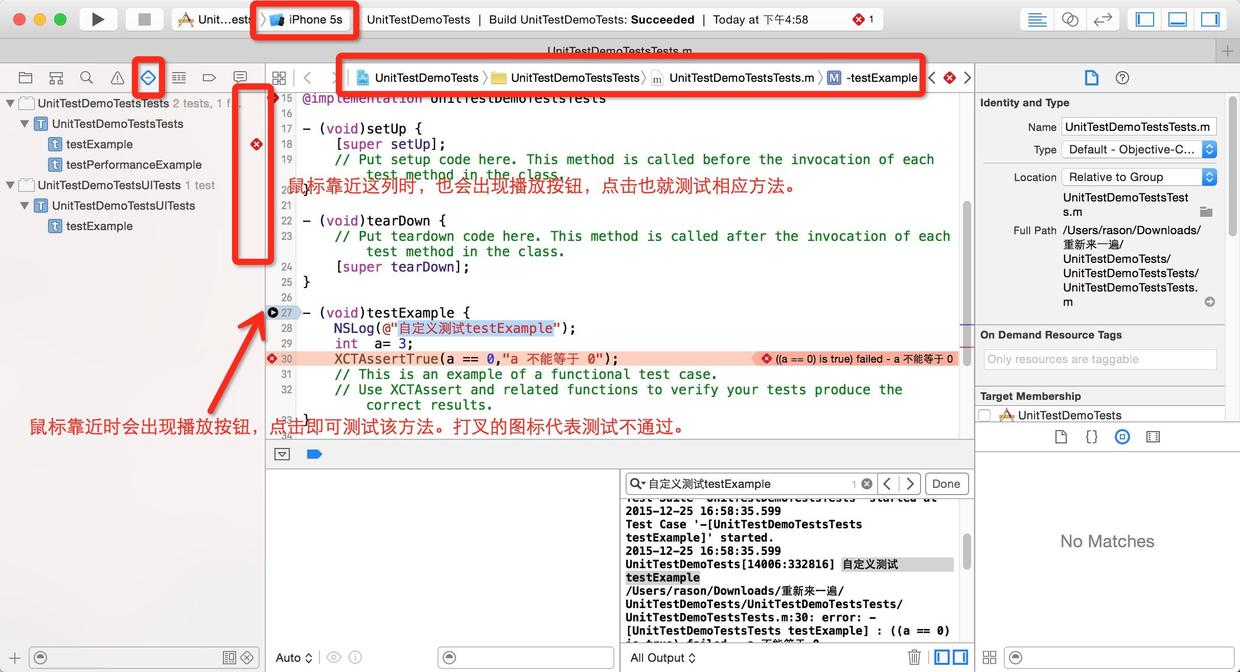 Unit...ests
iPhone 5s
UnitTestDemoTests | Build UnitTestDemoTests: Succeeded | Today at 下午4:58
1
UnitTestDemoTestsTests.m
UnitTestDemoTests
UnitTestDemoTestsTests
UnitTestDemoTestsTests.m
M -testExample
UnitTestDemoTestsTests 2 tests, 1 f...
T UnitTestDemoTestsTests
t testExample
t testPerformanceExample
UnitTestDemoTestsUITests 1 test
T UnitTestDemoTestsUITests
t testExample
15 @implementation UnitTestDemoTestsTests
16
17 - (void)setUp {
18 [super setUp];
19 // Put setup code here. This method is called before the invocation of each
test method in the class.
鼠标靠近这列时，也会出现播放按钮，点击也就测试相应方法。
20 }
21
22 - (void)tearDown {
23 // Put teardown code here. This method is called after the invocation of each
test method in the class.
24 [super tearDown];
25 }
26
27 - (void)testExample {
28 NSLog(@"自定义测试testExample");
29 int a= 3;
30 XCTAssertTrue(a == 0,"a 不能等于 0");
((a == 0) is true) failed - a 不能等于 0
31 // This is an example of a functional test case.
32 // Use XCTAssert and related functions to verify your tests produce the
correct results.
33 }
鼠标靠近时会出现播放按钮，点击即可测试该方法。打叉的图标代表测试不通过。
34
自定义测试testExample
1
Done
Test Suite 'UnitTestDemoTestsTests' started at
2015-12-25 16:58:35.599
Test Case '-[UnitTestDemoTestsTests
testExample]' started.
2015-12-25 16:58:35.599
UnitTestDemoTests[14006:332816] 自定义测试
testExample
/Users/rason/Downloads/重新来一遍/
UnitTestDemoTests/UnitTestDemoTestsTests/
UnitTestDemoTestsTests.m:30: error: -
[UnitTestDemoTestsTests testExample] : ((a == 0)
is true) failed - a 不能等于 0
Auto
All Output
Identity and Type
Name UnitTestDemoTestsTests.m
Type Default - Objective-C...
Location Relative to Group
UnitTestDemoTestsTest
s.m
Full Path /Users/rason/Downloads/
重新来一遍/
UnitTestDemoTests/
UnitTestDemoTestsTests/
UnitTestDemoTestsTests.
m
On Demand Resource Tags
Only resources are taggable
Target Membership
UnitTestDemoTests
{}
No Matches